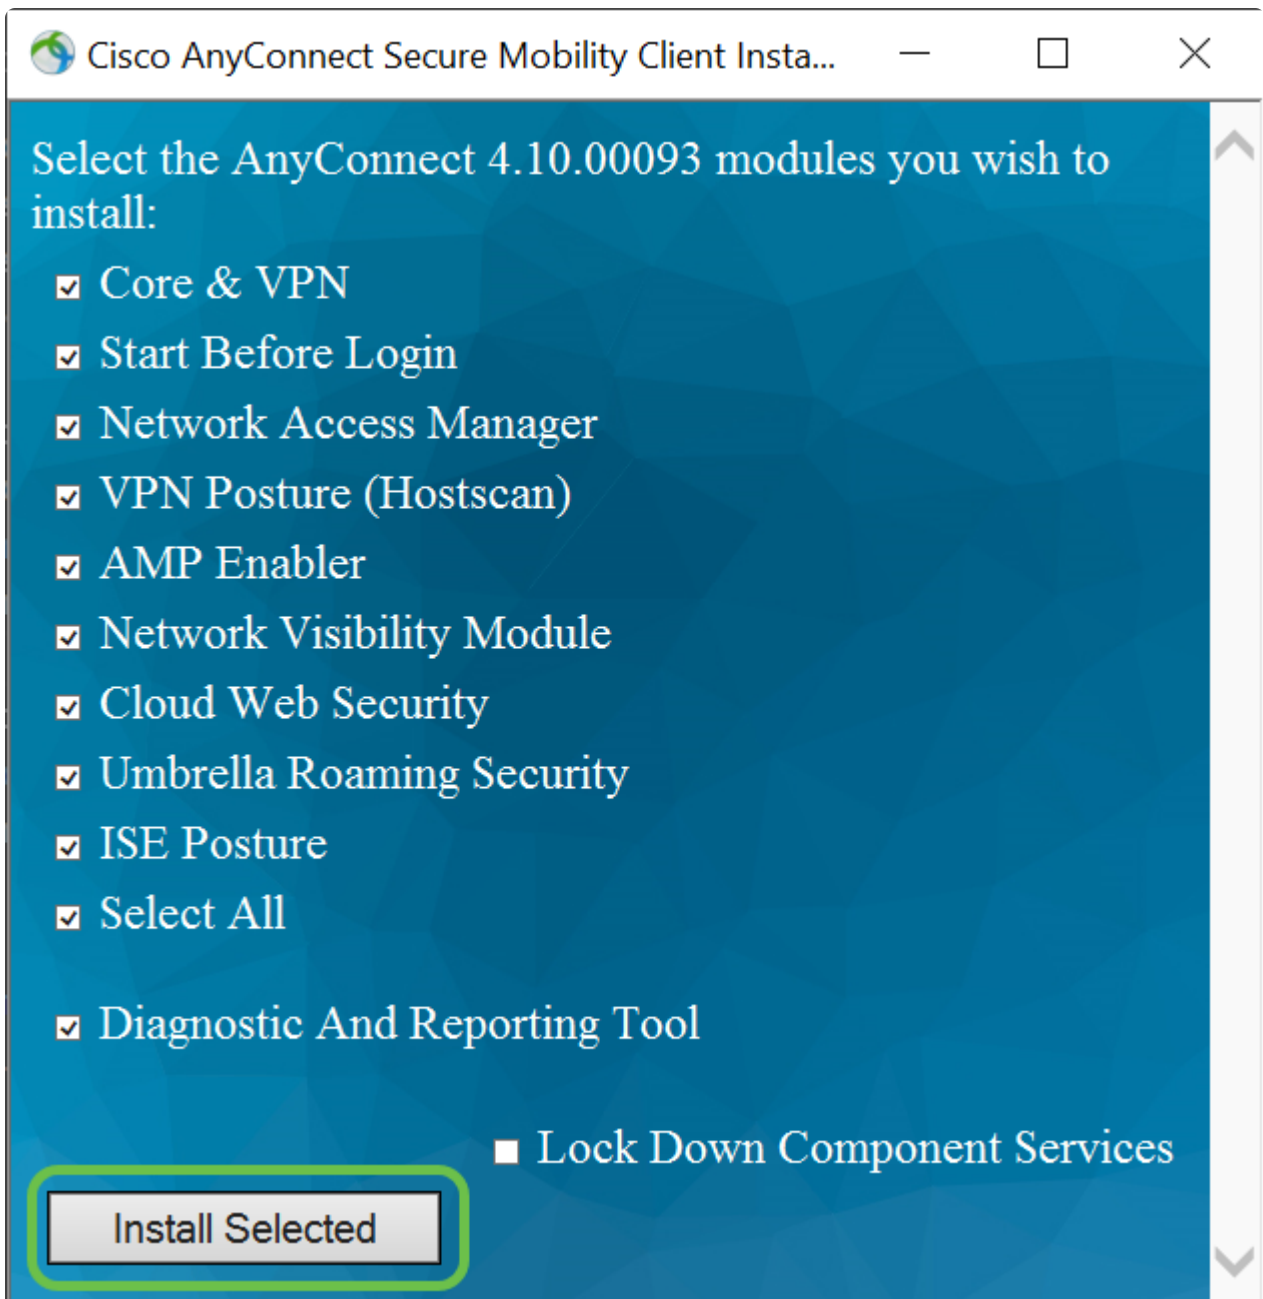 Cisco AnyConnect Secure Mobility Client Insta...
Select the AnyConnect 4.10.00093 modules you wish to
install:
Core & VPN
Start Before Login
Network Access Manager
VPN Posture (Hostscan)
AMP Enabler
Network Visibility Module
Cloud Web Security
Umbrella Roaming Security
ISE Posture
Select All
Diagnostic And Reporting Tool
Lock Down Component Services
Install Selected